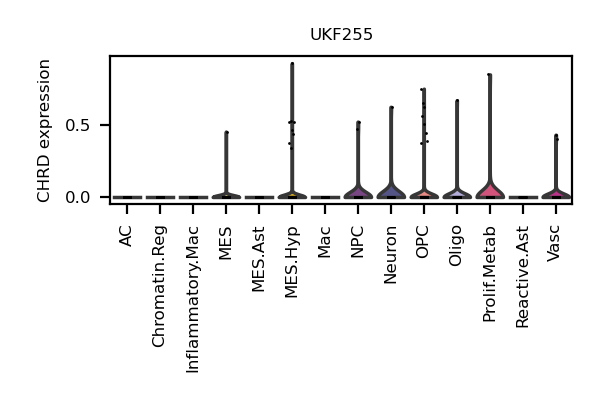 UKF255
CHRD expression
0.5
0.0
AC
Chromatin.Reg
Inflammatory.Mac
MES
MES.Ast
MES.Hyp
Mac
NPC
Neuron
OPC
Oligo
Prolif.Metab
Reactive.Ast
Vasc